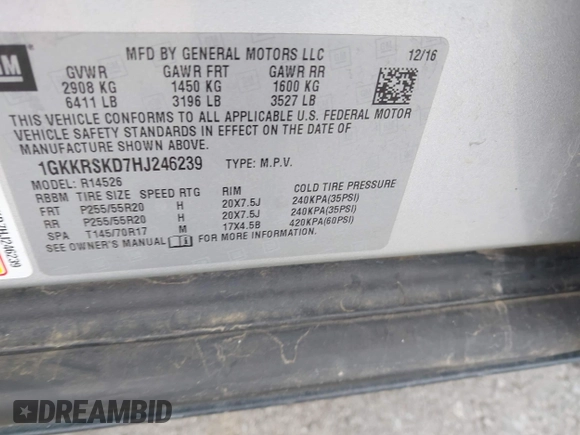 GM
MFD BY GENERAL MOTORS LLC 12/16
GVWR GAWR FRT GAWR RR
2908 KG 1450 KG 1600 KG
6411 LB 3196 LB 3527 LB
THIS VEHICLE CONFORMS TO ALL APPLICABLE U.S. FEDERAL MOTOR
VEHICLE SAFETY STANDARDS IN EFFECT ON THE DATE OF
MANUFACTURE SHOWN ABOVE.
1GKKRSKD7HJ246239 TYPE: M.P.V.
MODEL: R14526
RBBM TIRE SIZE SPEED RTG RIM COLD TIRE PRESSURE
FRT P255/55R20 H 20X7.5J 240KPA(35PSI)
RR P255/55R20 H 20X7.5J 240KPA(35PSI)
SPA T145/70R17 M 17X4.5B 420KPA(60PSI)
SEE OWNER'S MANUAL FOR MORE INFORMATION.
DREAMBID